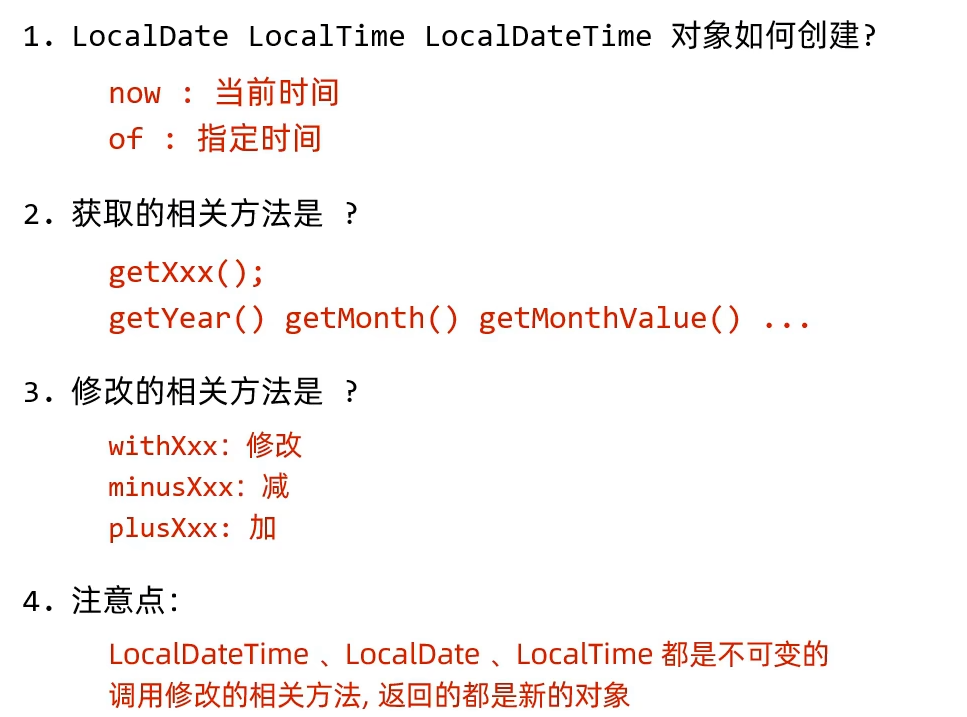 1. LocalDate LocalTime LocalDateTime 对象如何创建?
now : 当前时间
of : 指定时间
2. 获取的相关方法是 ?
getXxx();
getYear() getMonth() getMonthValue() ...
3. 修改的相关方法是 ?
withXxx: 修改
minusXxx: 减
plusXxx: 加
4. 注意点:
LocalDateTime 、LocalDate 、LocalTime 都是不可变的
调用修改的相关方法, 返回的都是新的对象